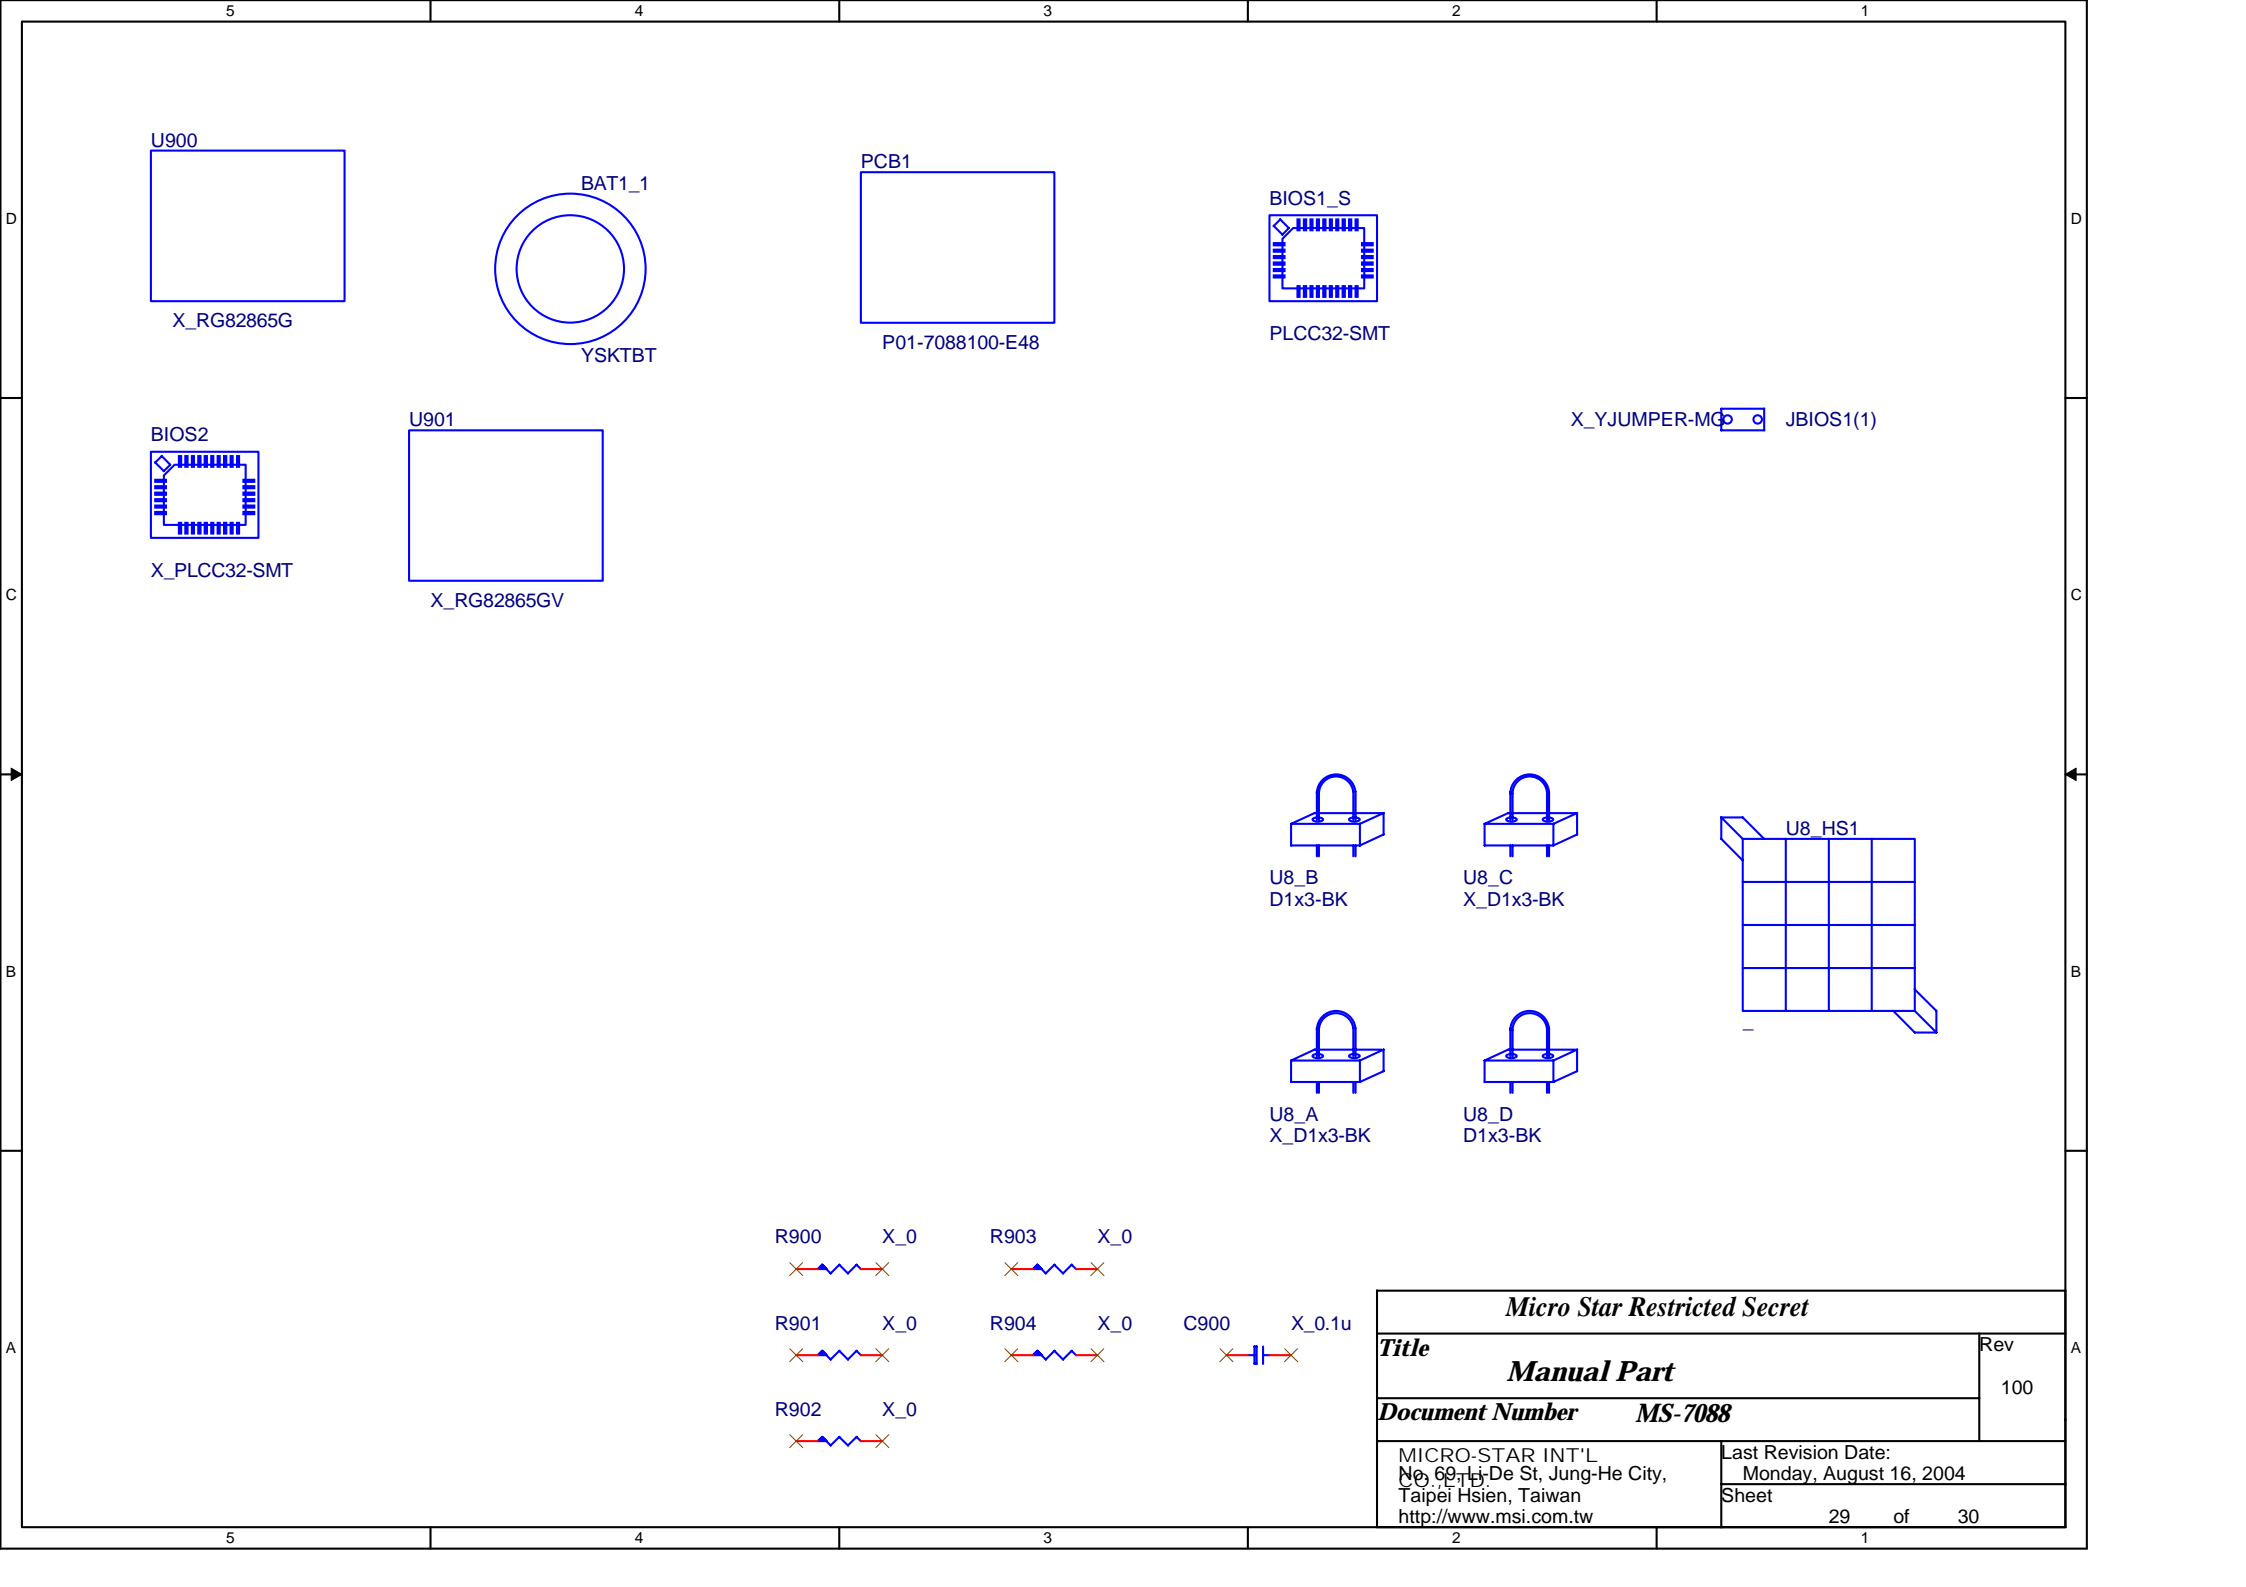 5 4 3 2 1
D D
U900
X_RG82865G
BAT1_1
YSKTBT
PCB1
P01-7088100-E48
BIOS1_S
PLCC32-SMT
X_YJUMPER-MG JBIOS1(1)
BIOS2
X_PLCC32-SMT
U901
X_RG82865GV
C C
U8_B
D1x3-BK
U8_C
X_D1x3-BK
U8_HS1
_
B B
U8_A
X_D1x3-BK
U8_D
D1x3-BK
R900 X_0
R903 X_0
R901 X_0
R904 X_0
C900 X_0.1u
R902 X_0
A A
Micro Star Restricted Secret
Title
Manual Part
Rev
100
Document Number MS-7088
MICRO-STAR INT'L
CO.,LTD.
No. 69, Li-De St, Jung-He City,
Taipei Hsien, Taiwan
http://www.msi.com.tw
Last Revision Date:
Monday, August 16, 2004
Sheet
29 of 30
5 4 3 2 1